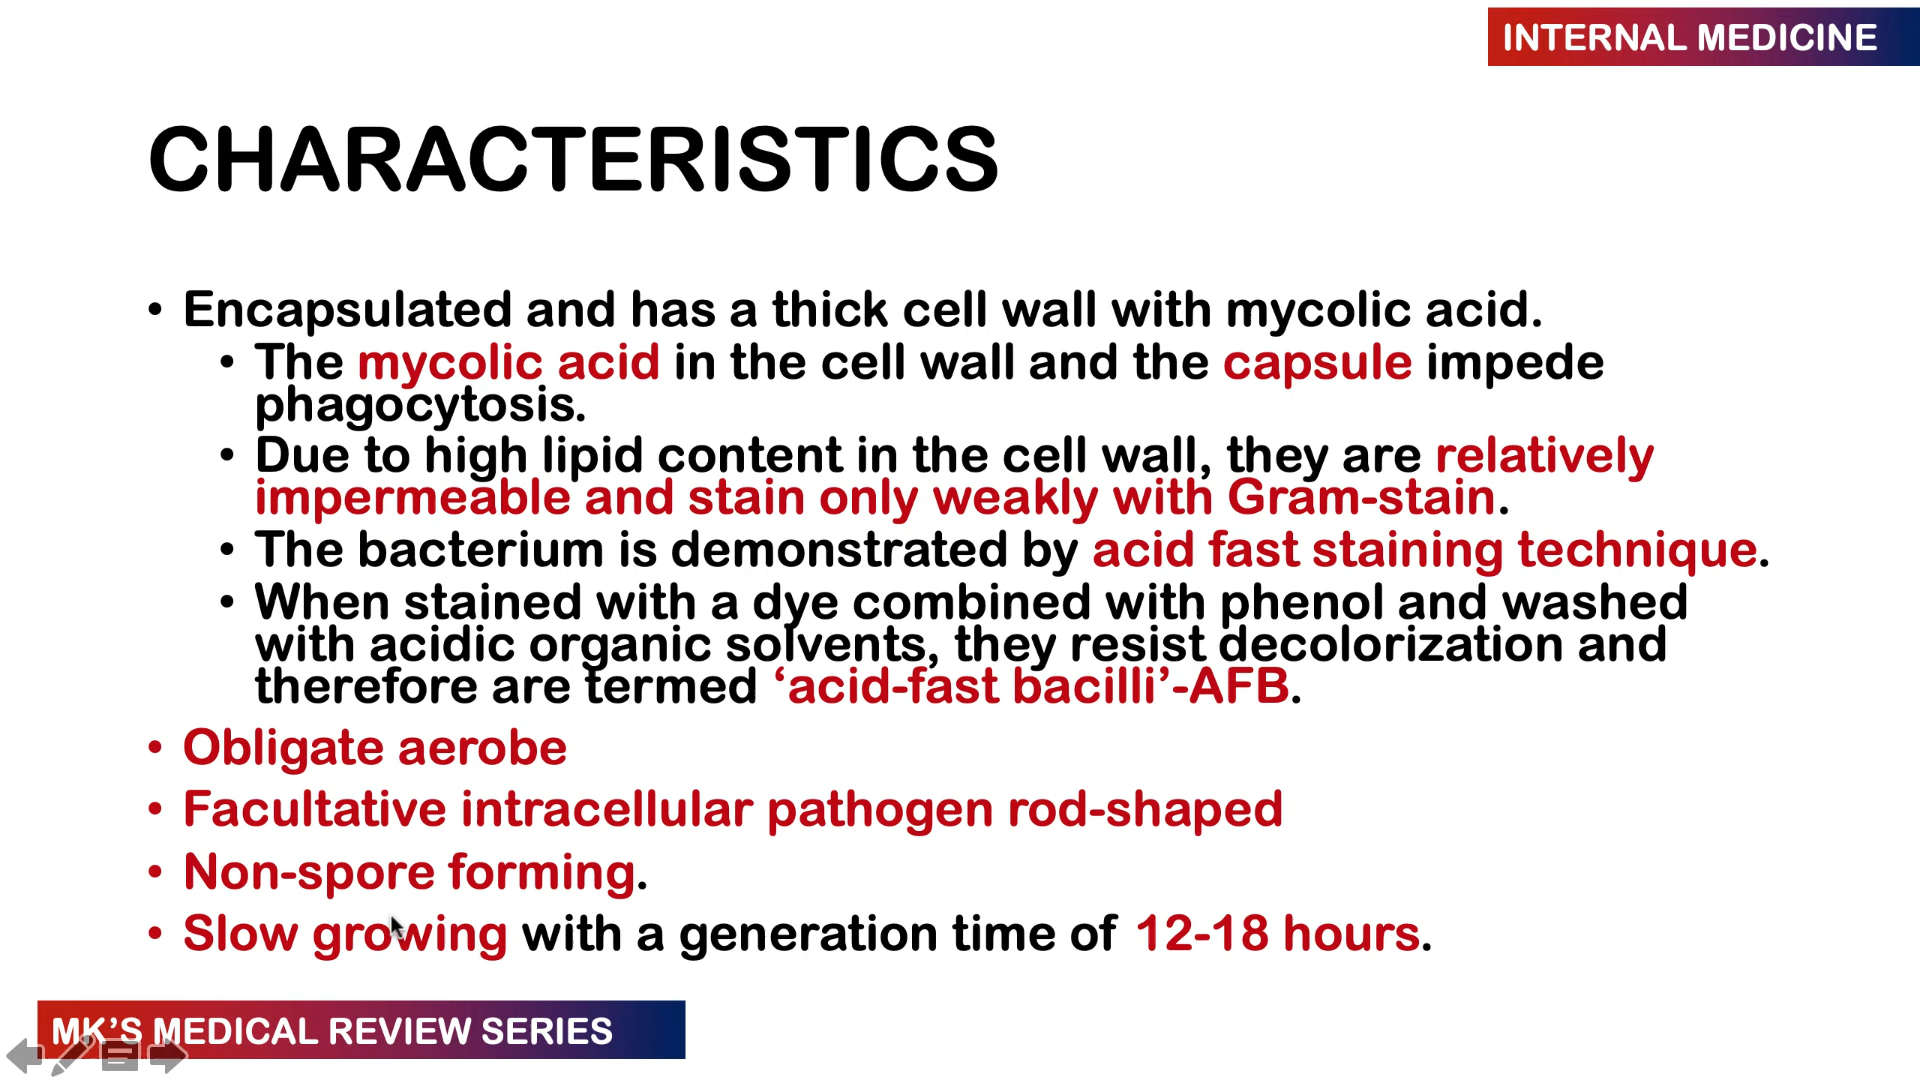 INTERNAL MEDICINE
CHARACTERISTICS
• Encapsulated and has a thick cell wall with mycolic acid.
• The mycolic acid in the cell wall and the capsule impede
phagocytosis.
• Due to high lipid content in the cell wall, they are relatively
impermeable and stain only weakly with Gram-stain.
• The bacterium is demonstrated by acid fast staining technique.
• When stained with a dye combined with phenol and washed
with acidic organic solvents, they resist decolorization and
therefore are termed ‘acid-fast bacilli’-AFB.
• Obligate aerobe
• Facultative intracellular pathogen rod-shaped
• Non-spore forming.
• Slow growing with a generation time of 12-18 hours.
MK’S MEDICAL REVIEW SERIES